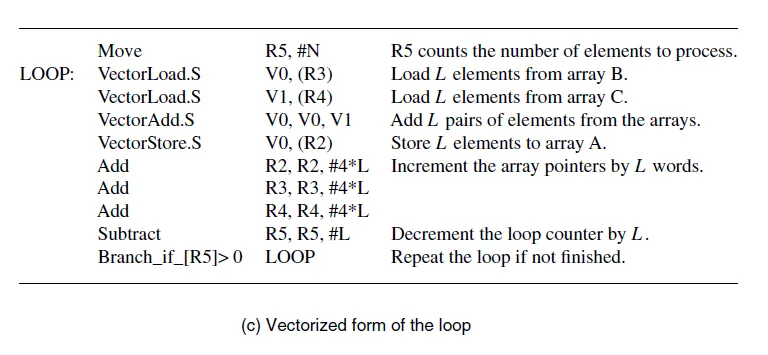 Move R5, #N R5 counts the number of elements to process.
LOOP: VectorLoad.S V0, (R3) Load L elements from array B.
VectorLoad.S V1, (R4) Load L elements from array C.
VectorAdd.S V0, V0, V1 Add L pairs of elements from the arrays.
VectorStore.S V0, (R2) Store L elements to array A.
Add R2, R2, #4*L Increment the array pointers by L words.
Add R3, R3, #4*L
Add R4, R4, #4*L
Subtract R5, R5, #L Decrement the loop counter by L.
Branch_if_[R5]> 0 LOOP Repeat the loop if not finished.
(c) Vectorized form of the loop